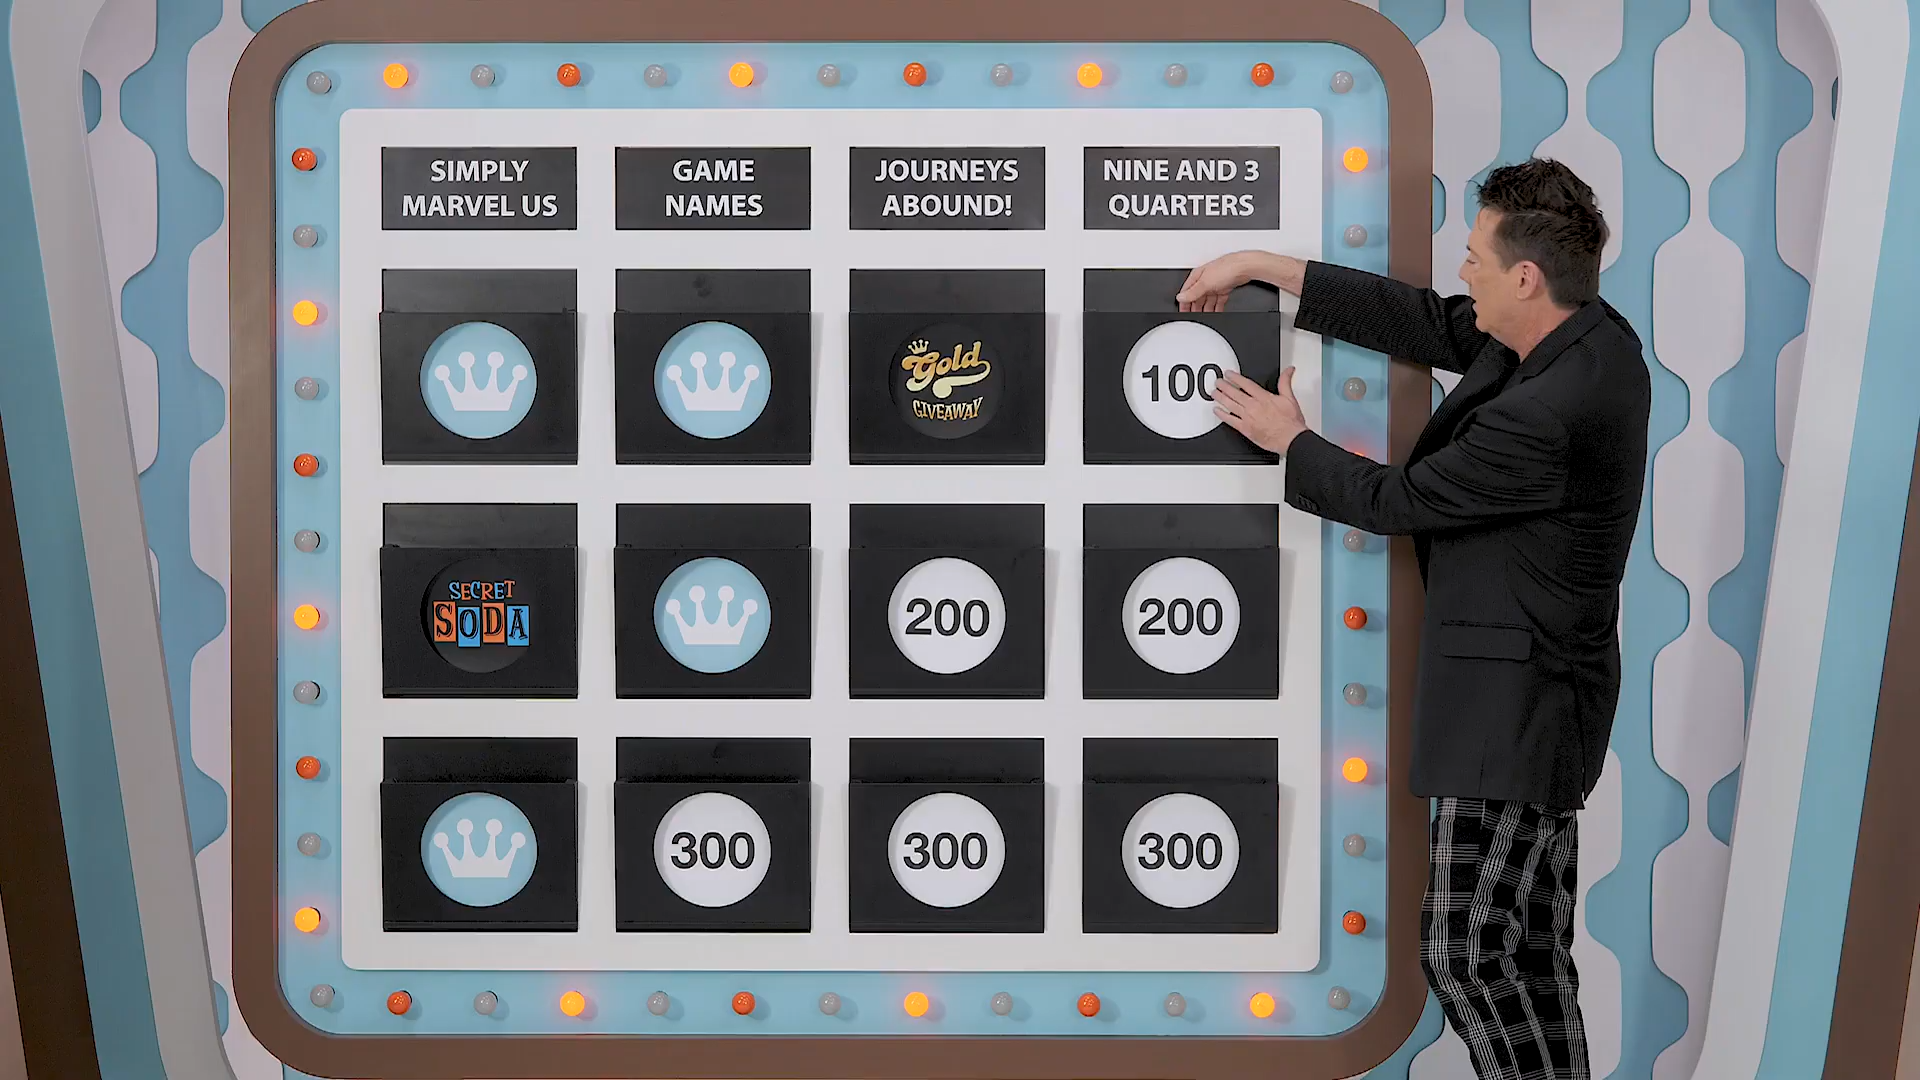 SIMPLY
MARVEL US
GAME
NAMES
JOURNEYS
ABOUND!
NINE AND 3
QUARTERS
Gold
GIVEAWAY
100
SECRET
SODA
200
200
300
300
300